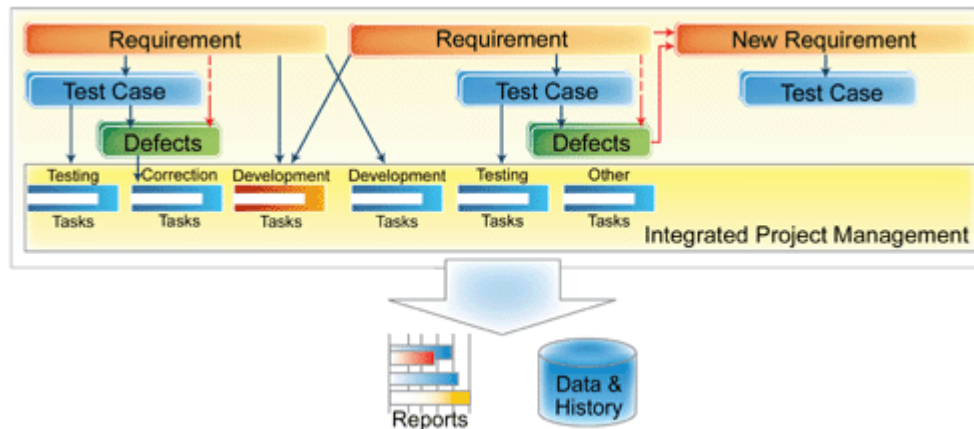 Requirement
Requirement
New Requirement
Test Case
Test Case
Test Case
Defects
Defects
Testing
Correction
Development
Development
Testing
Other
Tasks
Tasks
Tasks
Tasks
Tasks
Tasks
Integrated Project Management
Reports
Data &
History